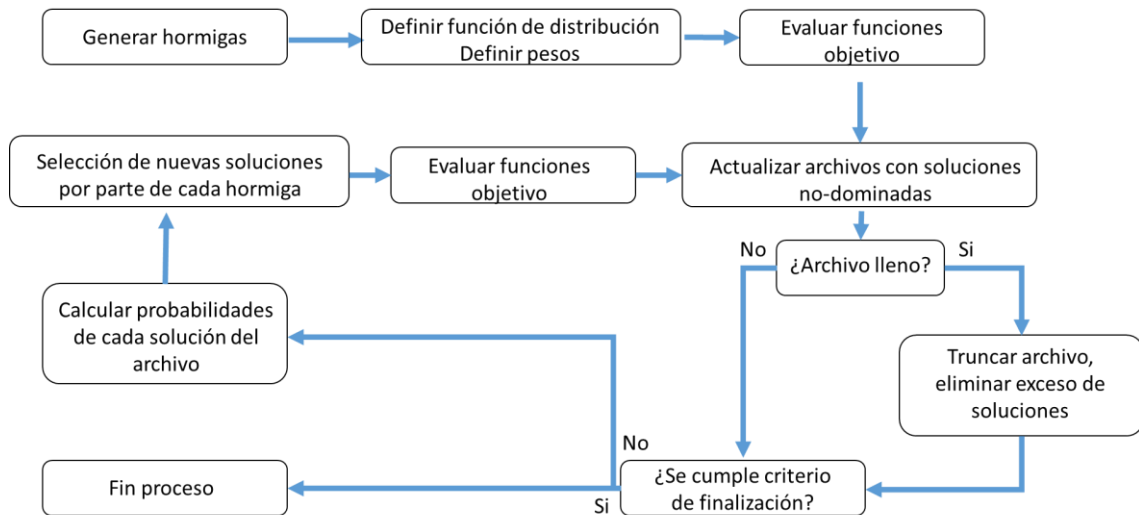 Generar hormigas
Definir función de distribución
Definir pesos
Evaluar funciones
objetivo
Selección de nuevas soluciones
por parte de cada hormiga
Evaluar funciones
objetivo
Actualizar archivos con soluciones
no-dominadas
No
¿Archivo lleno?
Si
Calcular probabilidades
de cada solución del
archivo
Truncar archivo,
eliminar exceso de
soluciones
No
Fin proceso
Si
¿Se cumple criterio
de finalización?